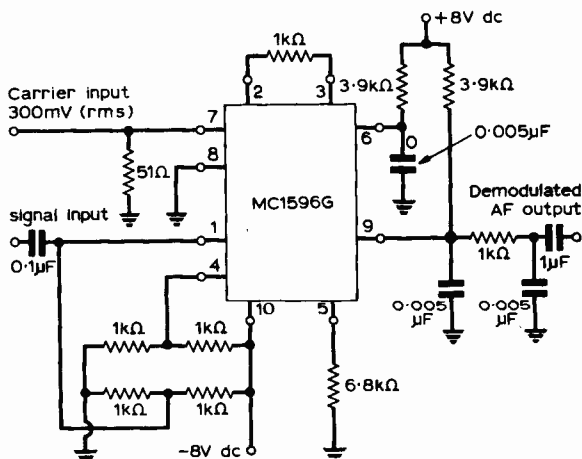 +8V dc
1kΩ
3·9kΩ
3·9kΩ
Carrier input
300mV (rms)
2
3
7
6
0
0·005µF
8
51Ω
MC1596G
Demodulated
AF output
signal input
1
9
0·1µF
1kΩ
1µF
4
0·005
µF
0·005
µF
10
5
1kΩ
1kΩ
1kΩ
1kΩ
6·8kΩ
-8V dc